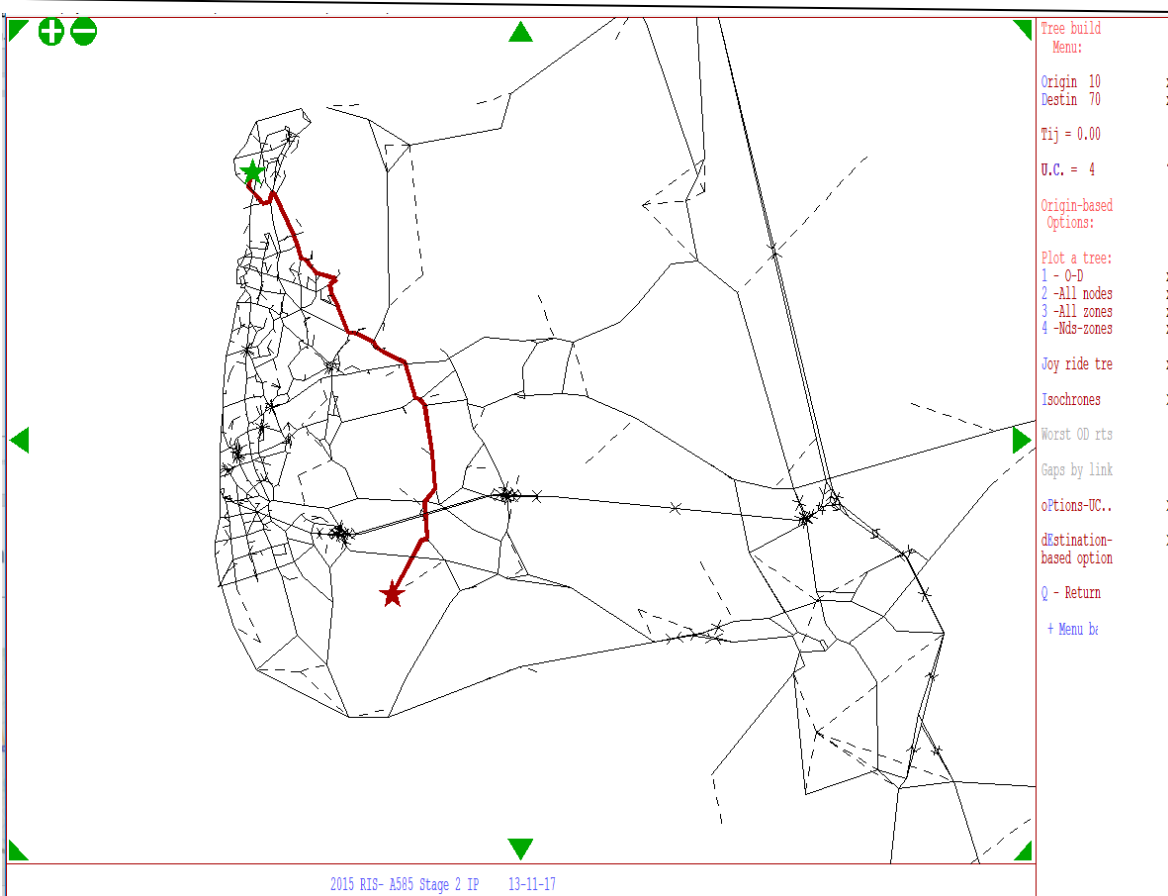 Tree build
Menu:
Origin 10
Destin 70
Tij = 0.00
U.C. = 4
Origin-based
Options:
Plot a tree:
1 - O-D
2 -All nodes
3 -All zones
4 -Nds-zones
Joy ride tre
Isochrones
Worst OD rts
Gaps by link
oPtions-UC..
dEstination-
based option
Q - Return
+ Menu ba
2015 RIS- A585 Stage 2 IP 13-11-17